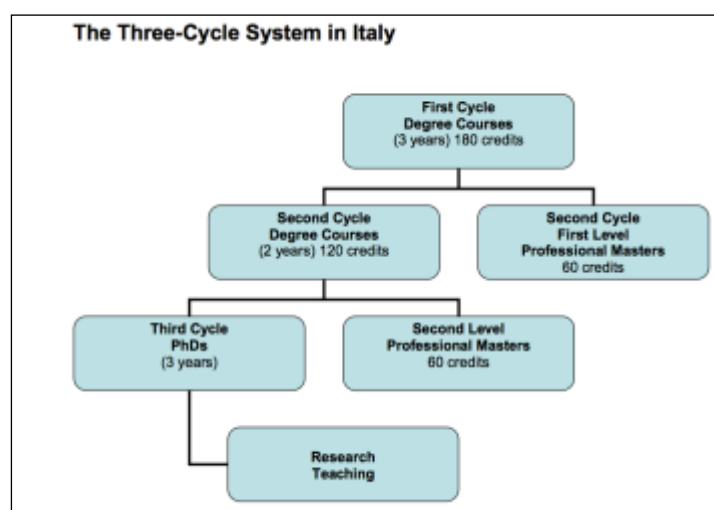 The Three-Cycle System in Italy
First Cycle
Degree Courses
(3 years) 180 credits
Second Cycle
Degree Courses
(2 years) 120 credits
Second Cycle
First Level
Professional Masters
60 credits
Third Cycle
PhDs
(3 years)
Second Level
Professional Masters
60 credits
Research
Teaching